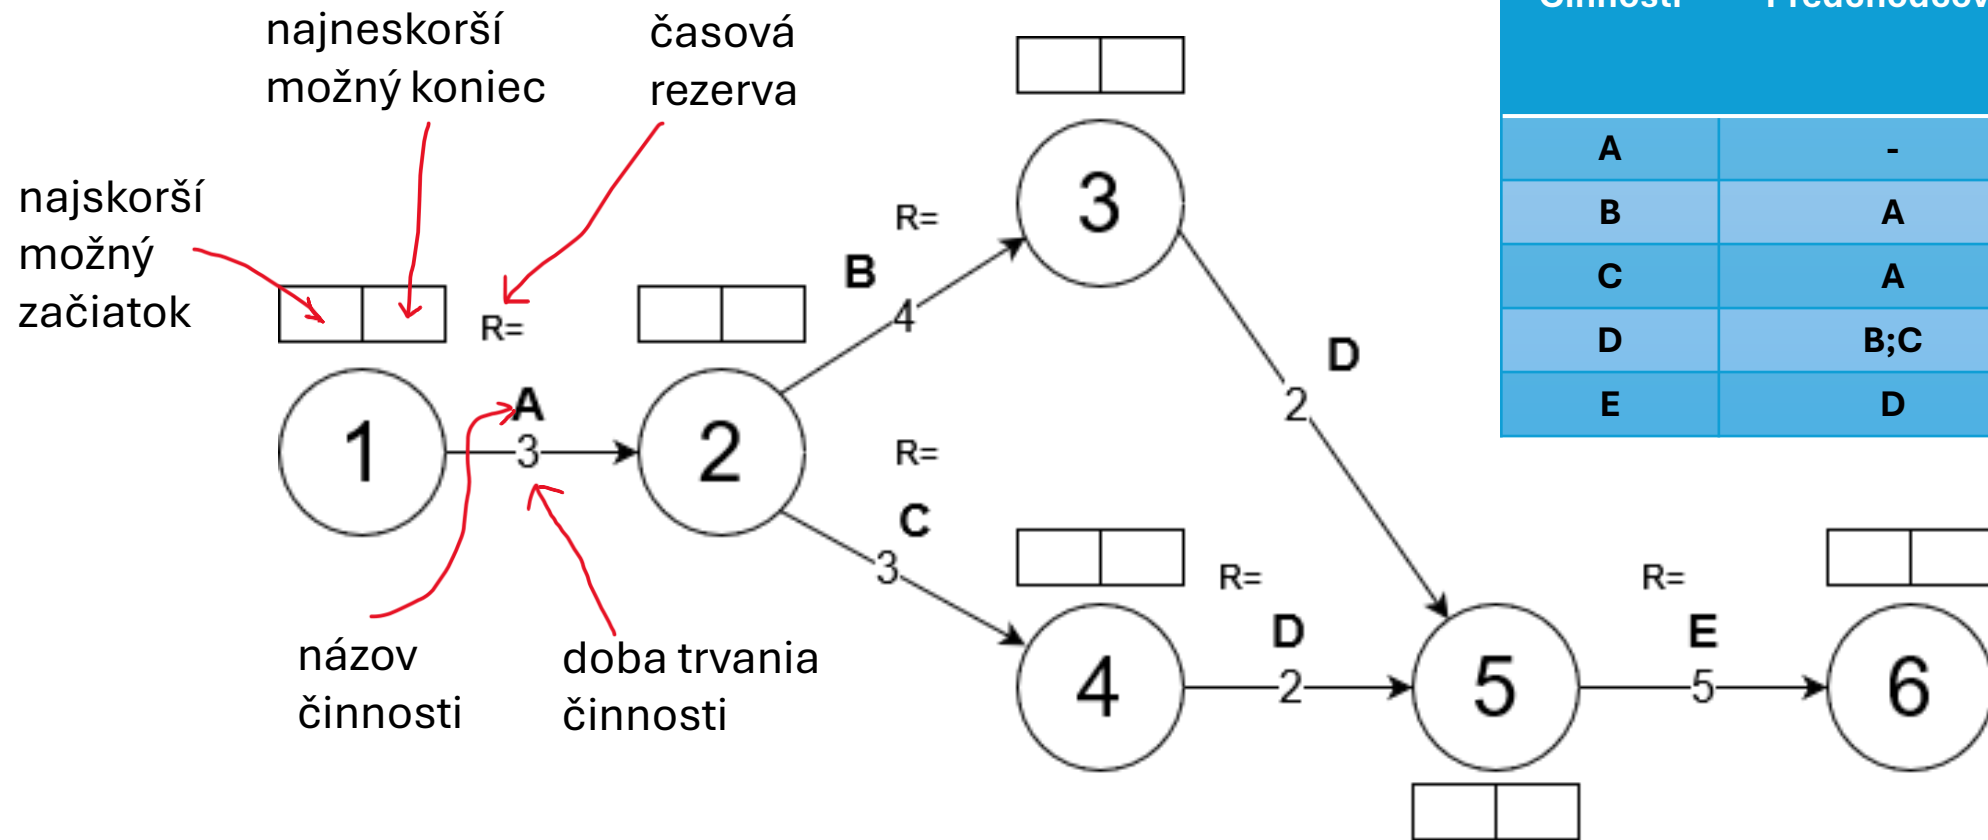 najneskorší
možný koniec
časová
rezerva
najskorší
možný
začiatok
R=
A
3
1
2
názov
činnosti
doba trvania
činnosti
R=
B
4
3
R=
C
3
D
2
4
R=
D
2
5
R=
E
5
6
A -
B A
C A
D B;C
E D